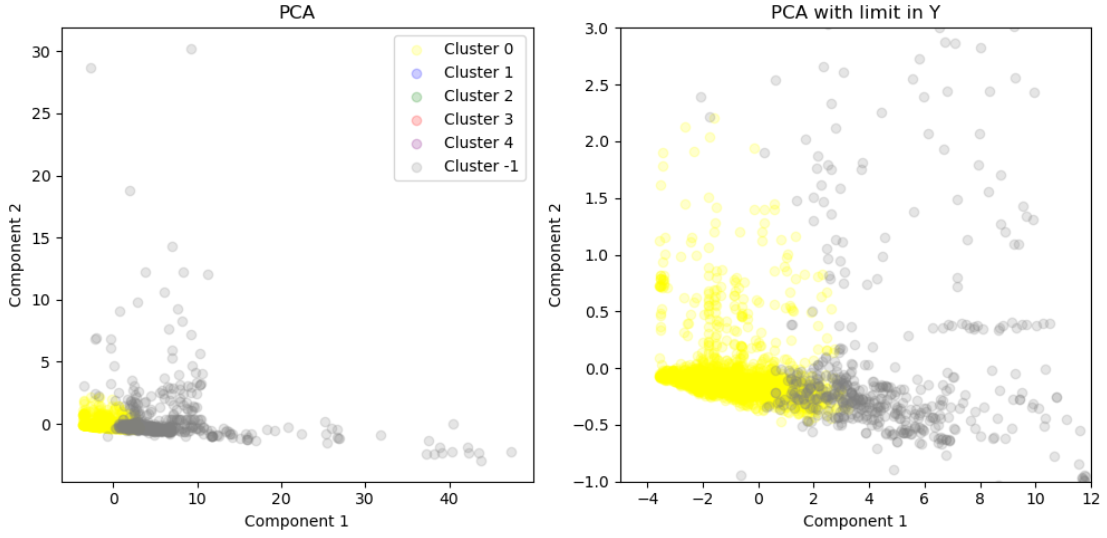 PCA
30
25
20
15
10
5
0
Component 2
0
10
20
30
40
Component 1
Cluster 0
Cluster 1
Cluster 2
Cluster 3
Cluster 4
Cluster -1
PCA with limit in Y
3.0
2.5
2.0
1.5
1.0
0.5
0.0
−0.5
−1.0
Component 2
−4
−2
0
2
4
6
8
10
12
Component 1